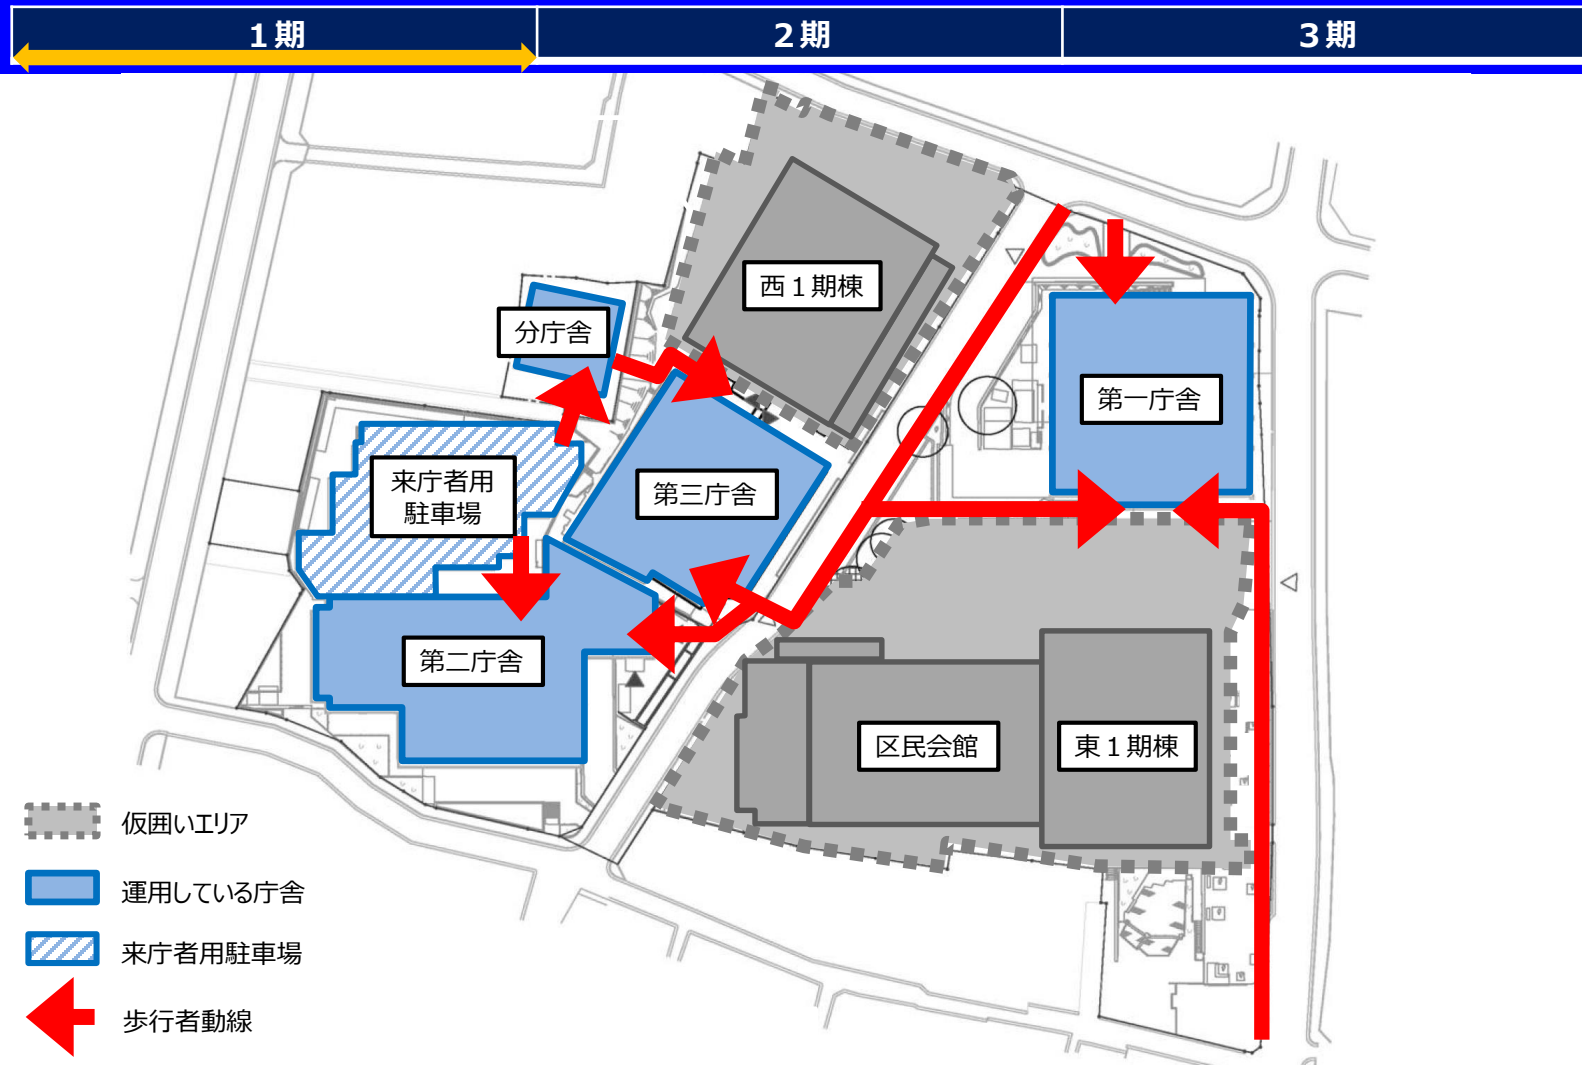 1期
2期
3期
西1期棟
分庁舎
第一庁舎
来庁者用
駐車場
第三庁舎
第二庁舎
区民会館
東1期棟
仮囲いエリア
運用している庁舎
来庁者用駐車場
歩行者動線